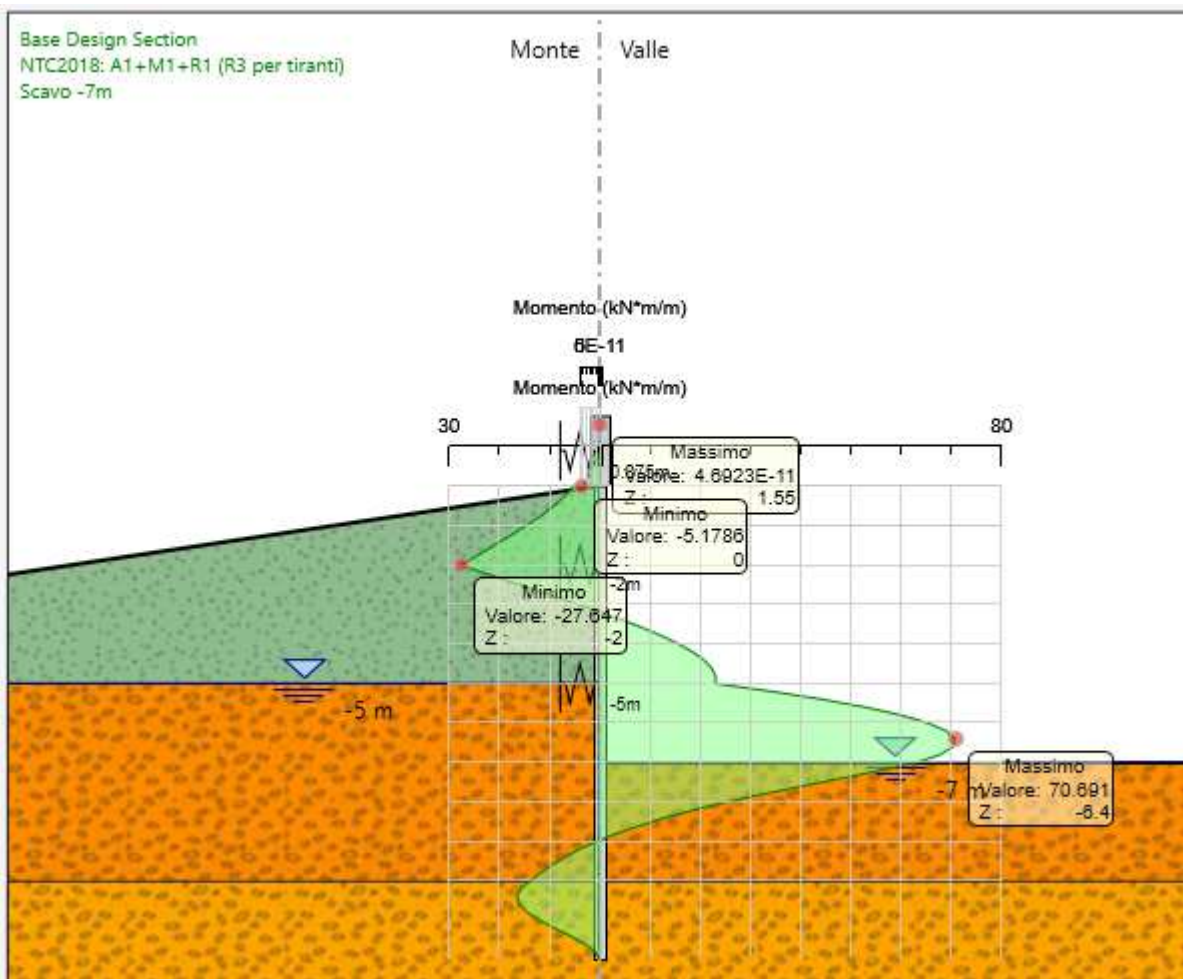 Base Design Section
NTC2018: A1+M1+R1 (R3 per tiranti)
Scavo -7m
Monte
Valle
Momento (kN*m/m)
6E-11
Momento (kN*m/m)
30
80
Massimo
Valore: 4.6923E-11
Z : 1.55
Minimo
Valore: -5.1786
Z : 0
-2m
Minimo
Valore: -27.647
Z : -2
-5m
-5 m
-7 m
Massimo
Valore: 70.691
Z : -6.4